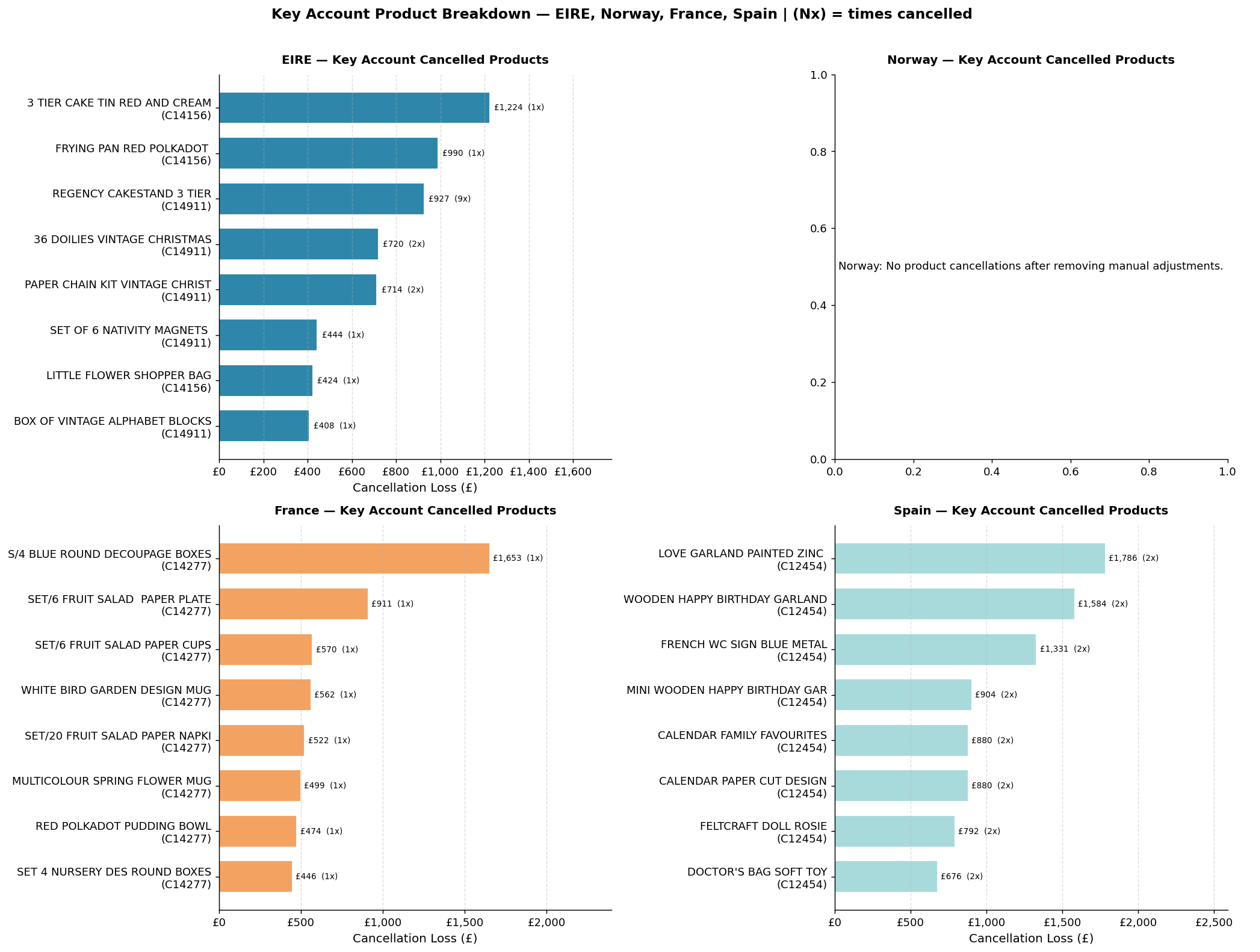 Key Account Product Breakdown — EIRE, Norway, France, Spain | (Nx) = times cancelled
EIRE — Key Account Cancelled Products
3 TIER CAKE TIN RED AND CREAM
(C14156)
£1,224 (1x)
FRYING PAN RED POLKADOT
(C14156)
£990 (1x)
REGENCY CAKESTAND 3 TIER
(C14911)
£927 (9x)
36 DOILIES VINTAGE CHRISTMAS
(C14911)
£720 (2x)
PAPER CHAIN KIT VINTAGE CHRIST
(C14911)
£714 (2x)
SET OF 6 NATIVITY MAGNETS
(C14911)
£444 (1x)
LITTLE FLOWER SHOPPER BAG
(C14156)
£424 (1x)
BOX OF VINTAGE ALPHABET BLOCKS
(C14911)
£408 (1x)
£0 £200 £400 £600 £800 £1,000 £1,200 £1,400 £1,600
Cancellation Loss (£)
Norway — Key Account Cancelled Products
1.0
0.8
0.6
Norway: No product cancellations after removing manual adjustments.
0.4
0.2
0.0
0.0 0.2 0.4 0.6 0.8 1.0
France — Key Account Cancelled Products
S/4 BLUE ROUND DECOUPAGE BOXES
(C14277)
£1,653 (1x)
SET/6 FRUIT SALAD  PAPER PLATE
(C14277)
£911 (1x)
SET/6 FRUIT SALAD PAPER CUPS
(C14277)
£570 (1x)
WHITE BIRD GARDEN DESIGN MUG
(C14277)
£562 (1x)
SET/20 FRUIT SALAD PAPER NAPKI
(C14277)
£522 (1x)
MULTICOLOUR SPRING FLOWER MUG
(C14277)
£499 (1x)
RED POLKADOT PUDDING BOWL
(C14277)
£474 (1x)
SET 4 NURSERY DES ROUND BOXES
(C14277)
£446 (1x)
£0 £500 £1,000 £1,500 £2,000
Cancellation Loss (£)
Spain — Key Account Cancelled Products
LOVE GARLAND PAINTED ZINC
(C12454)
£1,786 (2x)
WOODEN HAPPY BIRTHDAY GARLAND
(C12454)
£1,584 (2x)
FRENCH WC SIGN BLUE METAL
(C12454)
£1,331 (2x)
MINI WOODEN HAPPY BIRTHDAY GAR
(C12454)
£904 (2x)
CALENDAR FAMILY FAVOURITES
(C12454)
£880 (2x)
CALENDAR PAPER CUT DESIGN
(C12454)
£880 (2x)
FELTCRAFT DOLL ROSIE
(C12454)
£792 (2x)
DOCTOR'S BAG SOFT TOY
(C12454)
£676 (2x)
£0 £500 £1,000 £1,500 £2,000 £2,500
Cancellation Loss (£)